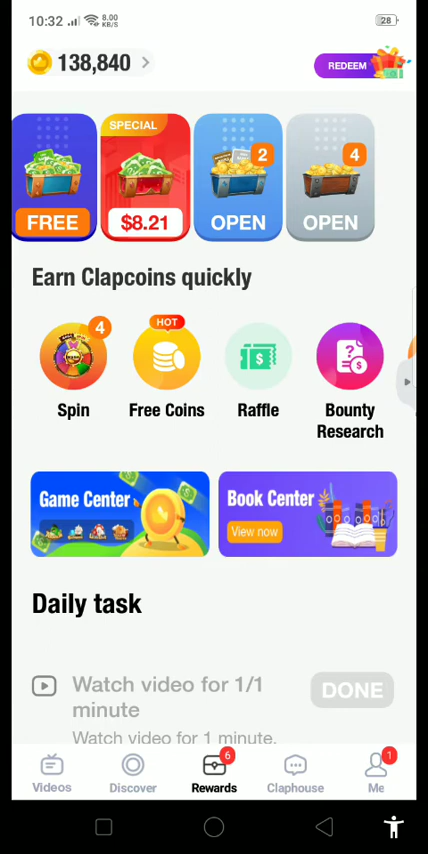 10:32 8.00 KB/S 28
138,840 REDEEM
SPECIAL 2 4
FREE $8.21 OPEN OPEN
Earn Clapcoins quickly
4 HOT
Spin Free Coins Raffle Bounty Research
Game Center Book Center
View now
Daily task
Watch video for 1/1 minute DONE
Watch video for 1 minute.
6 1
Videos Discover Rewards Claphouse Me